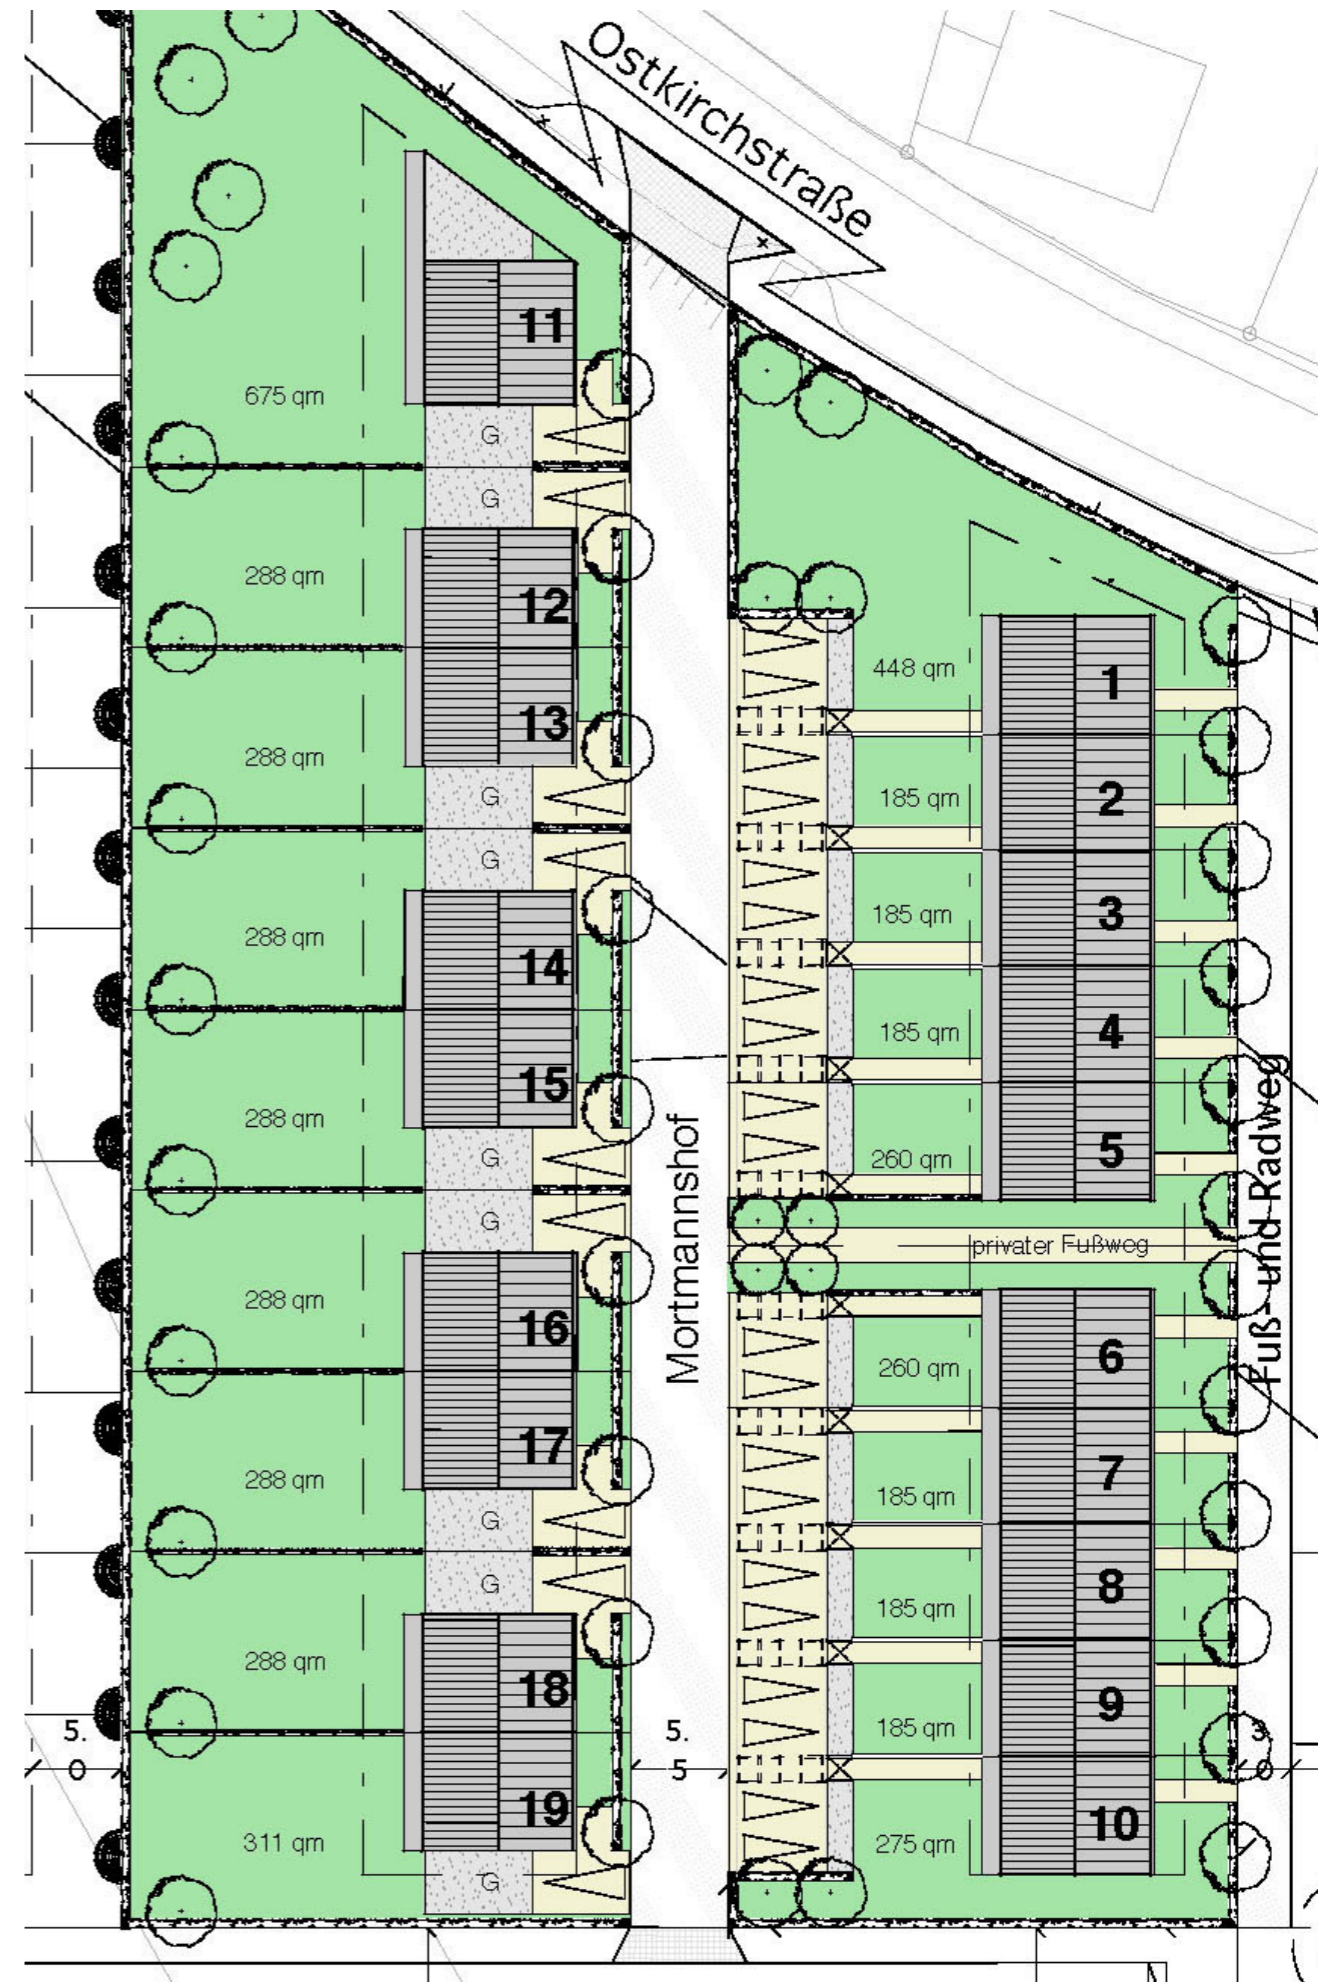 Ostkirchstraße
11
675 qm
G
G
288 qm
12
288 qm
13
G
G
288 qm
14
288 qm
15
G
G
288 qm
16
288 qm
17
G
G
288 qm
18
311 qm
19
G
5.
0
Mortmannshof
5.
5
448 qm
1
185 qm
2
185 qm
3
185 qm
4
260 qm
5
privater Fußweg
260 qm
6
185 qm
7
185 qm
8
185 qm
9
275 qm
10
Fuß- und Radweg
3
0